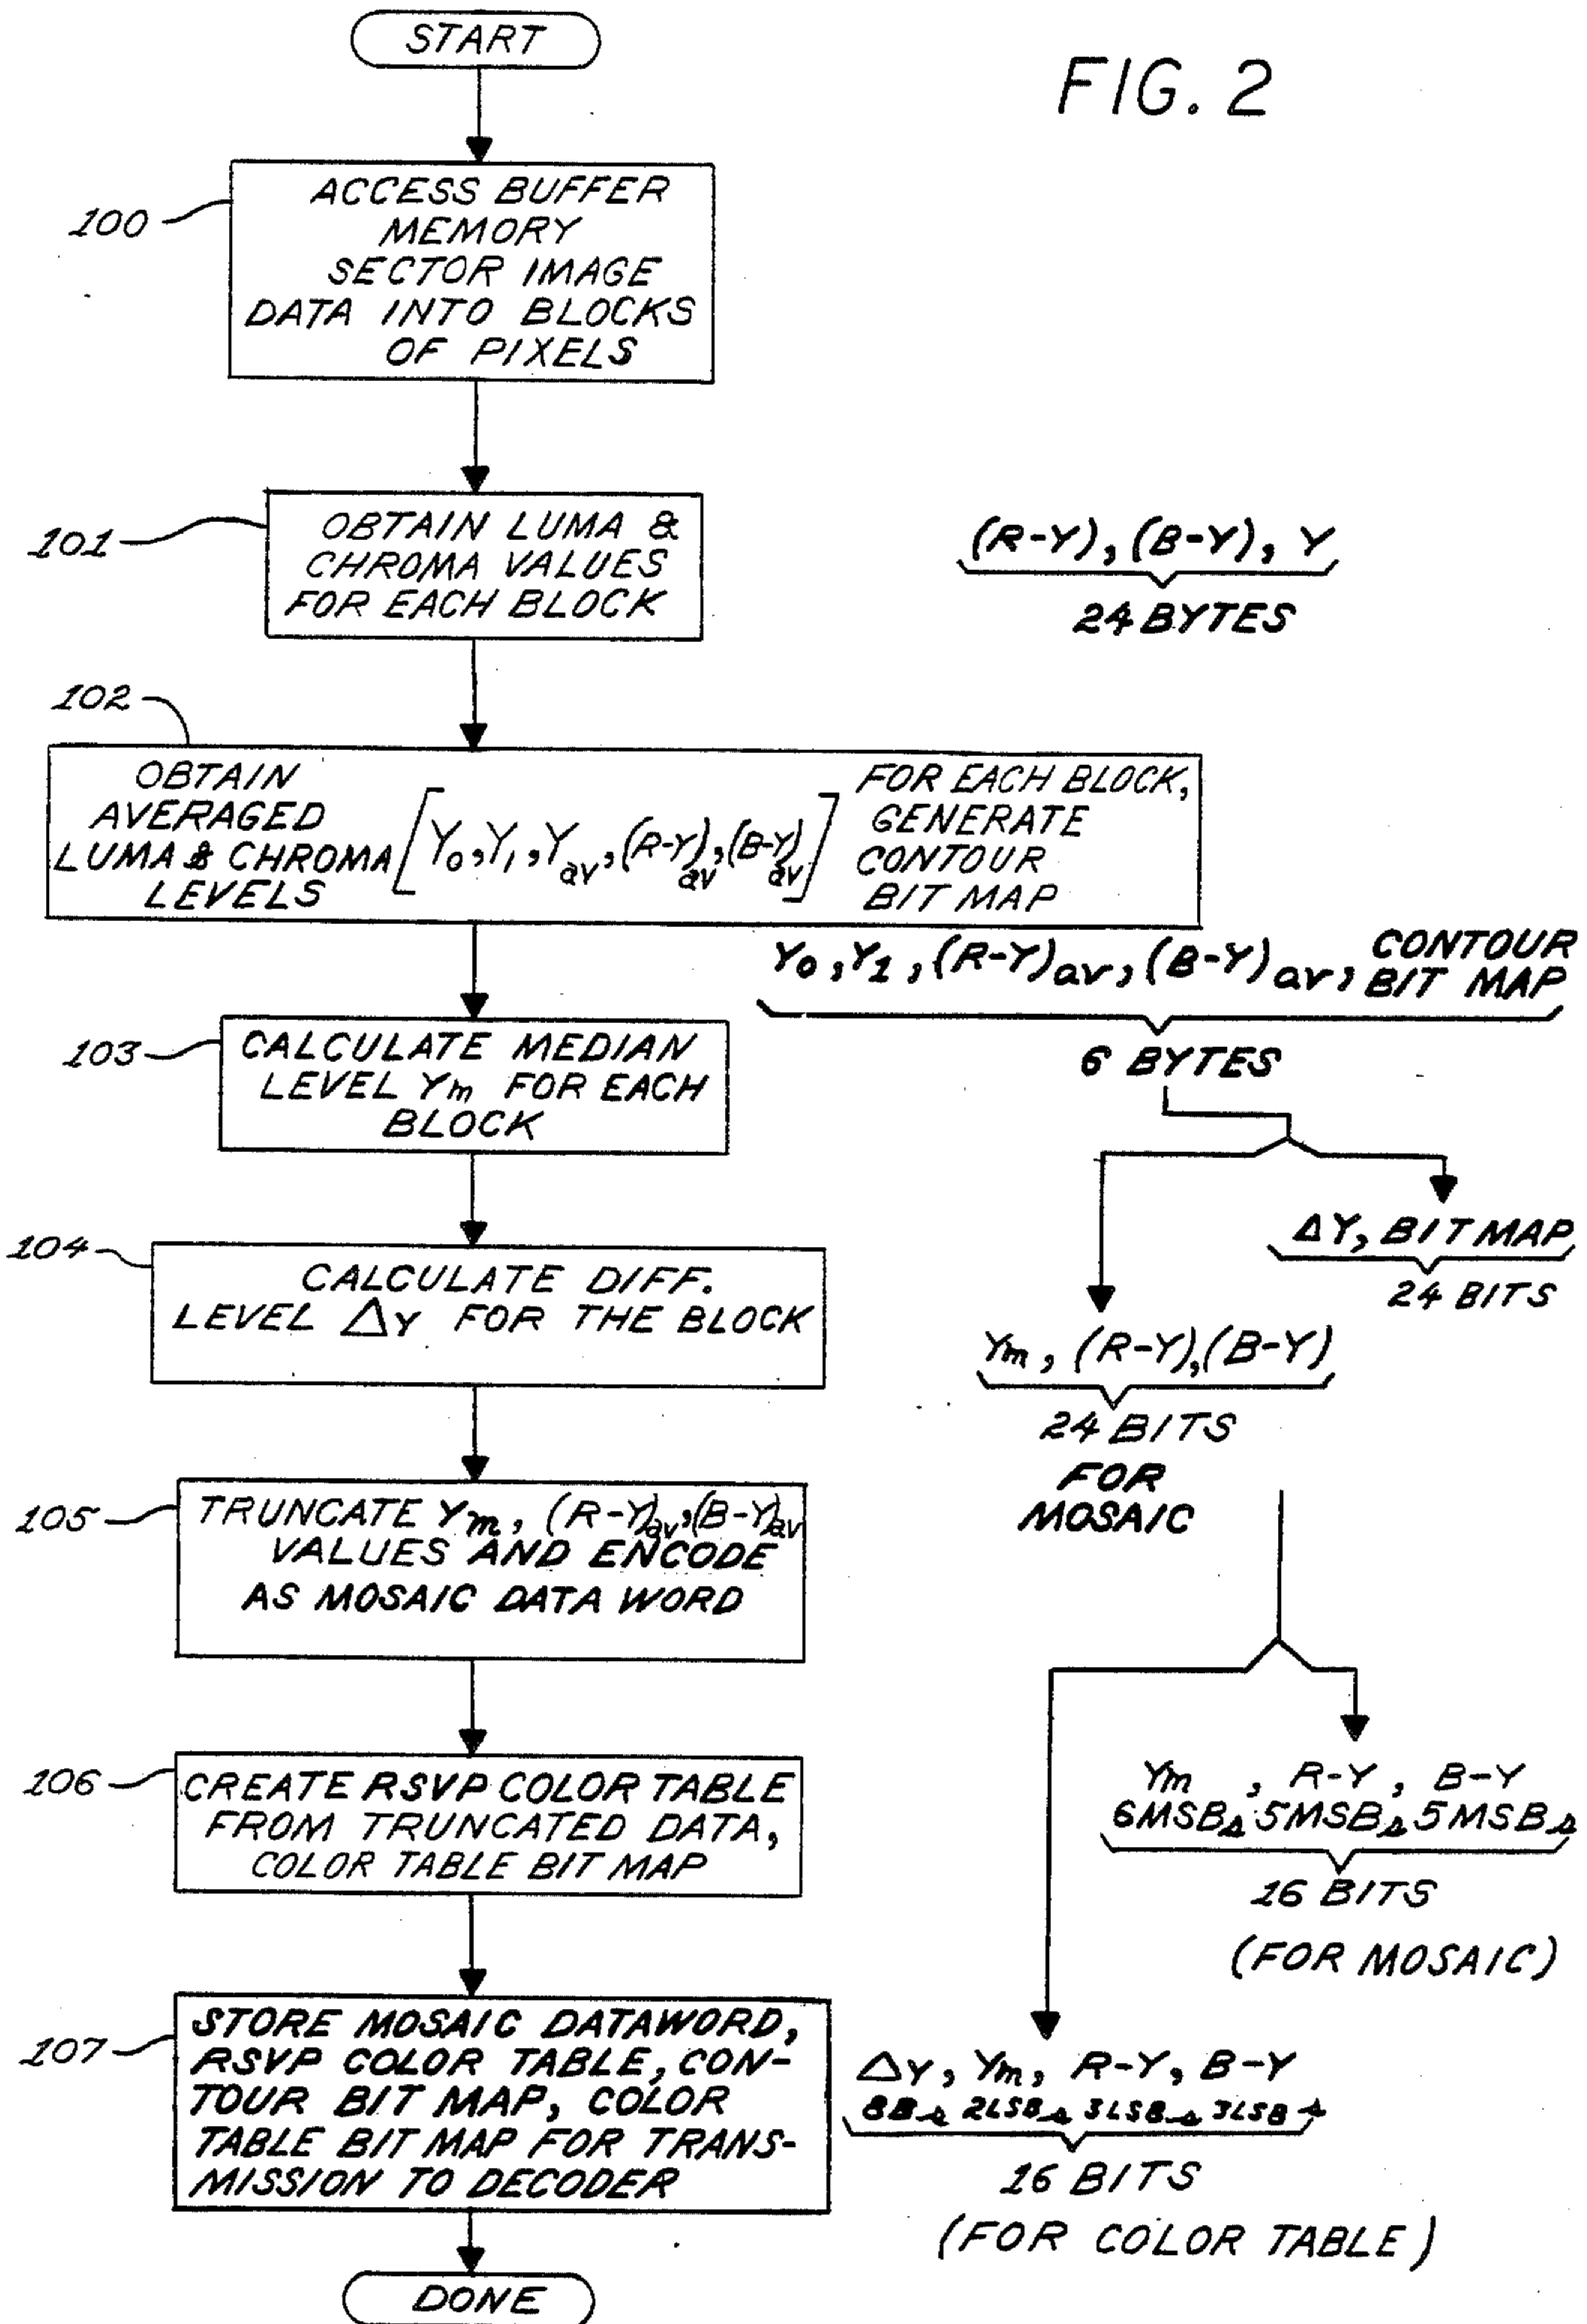 START
FIG. 2
100
ACCESS BUFFER
MEMORY
SECTOR IMAGE
DATA INTO BLOCKS
OF PIXELS
101
OBTAIN LUMA &
CHROMA VALUES
FOR EACH BLOCK
(R-Y), (B-Y), Y
24 BYTES
102
OBTAIN
AVERAGED
LUMA & CHROMA
LEVELS
[Y0, Y1, Yav, (R-Y)av, (B-Y)av]
FOR EACH BLOCK,
GENERATE
CONTOUR
BIT MAP
Y0, Y1, (R-Y)av, (B-Y)av, CONTOUR
BIT MAP
6 BYTES
103
CALCULATE MEDIAN
LEVEL Ym FOR EACH
BLOCK
ΔY, BIT MAP
24 BITS
104
CALCULATE DIFF.
LEVEL ΔY FOR THE BLOCK
Ym, (R-Y), (B-Y)
24 BITS
FOR
MOSAIC
105
TRUNCATE Ym, (R-Y)av, (B-Y)av
VALUES AND ENCODE
AS MOSAIC DATA WORD
106
CREATE RSVP COLOR TABLE
FROM TRUNCATED DATA,
COLOR TABLE BIT MAP
Ym, R-Y, B-Y
6MSBs 5MSBs 5MSBs
16 BITS
(FOR MOSAIC)
107
STORE MOSAIC DATAWORD,
RSVP COLOR TABLE, CON-
TOUR BIT MAP, COLOR
TABLE BIT MAP FOR TRANS-
MISSION TO DECODER
ΔY, Ym, R-Y, B-Y
8Bs 2LSBs 3LSBs 3LSBs
16 BITS
(FOR COLOR TABLE)
DONE